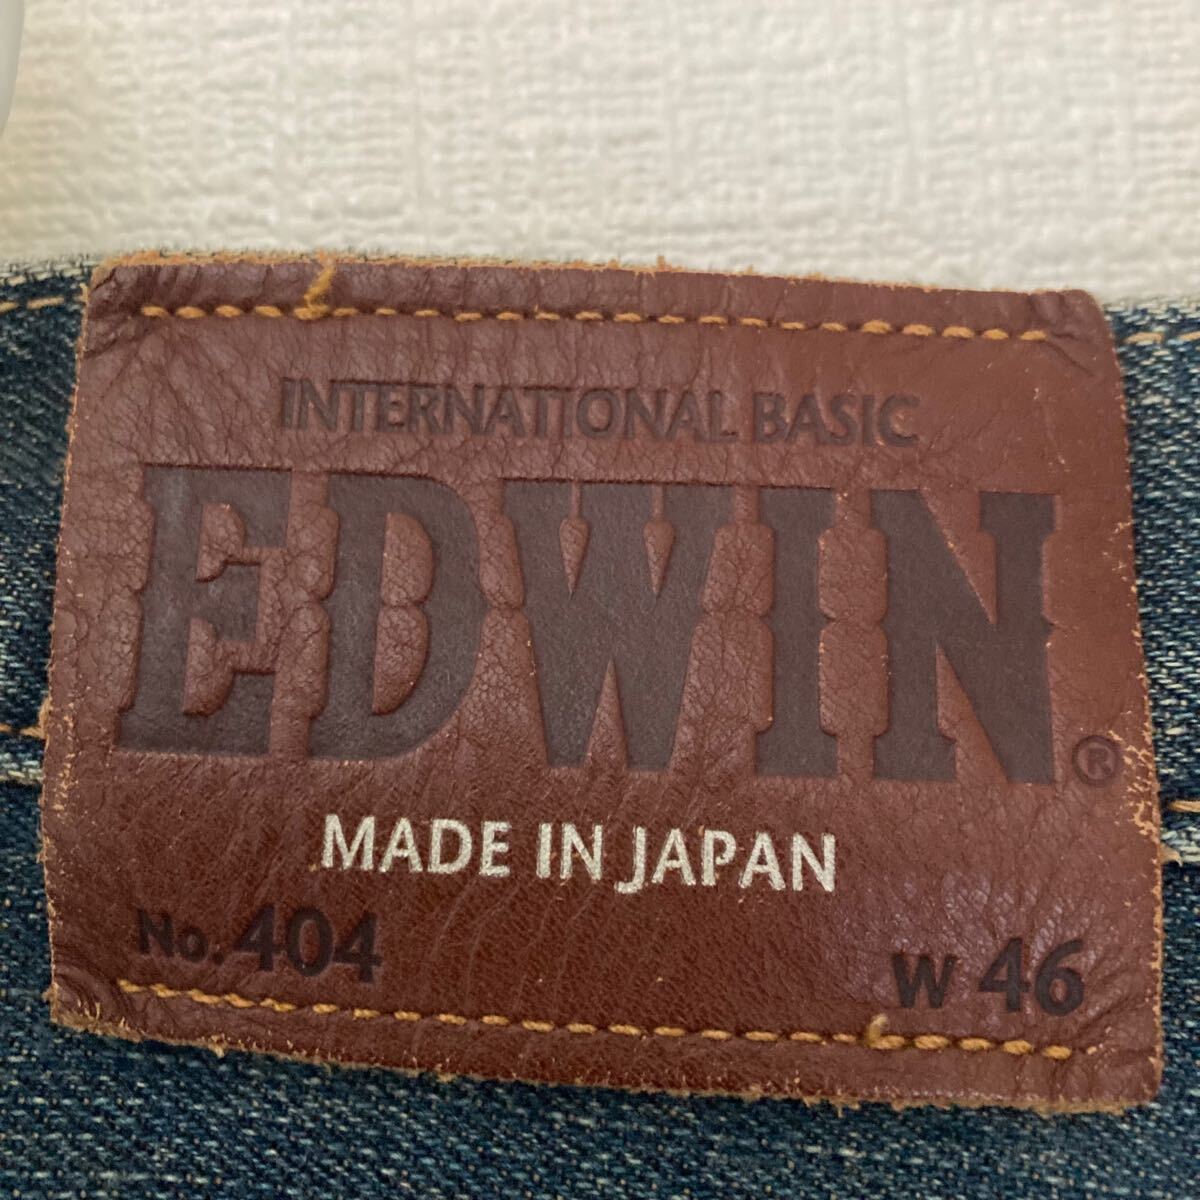 INTERNATIONAL BASIC
EDWIN®
MADE IN JAPAN
No. 404 W 46